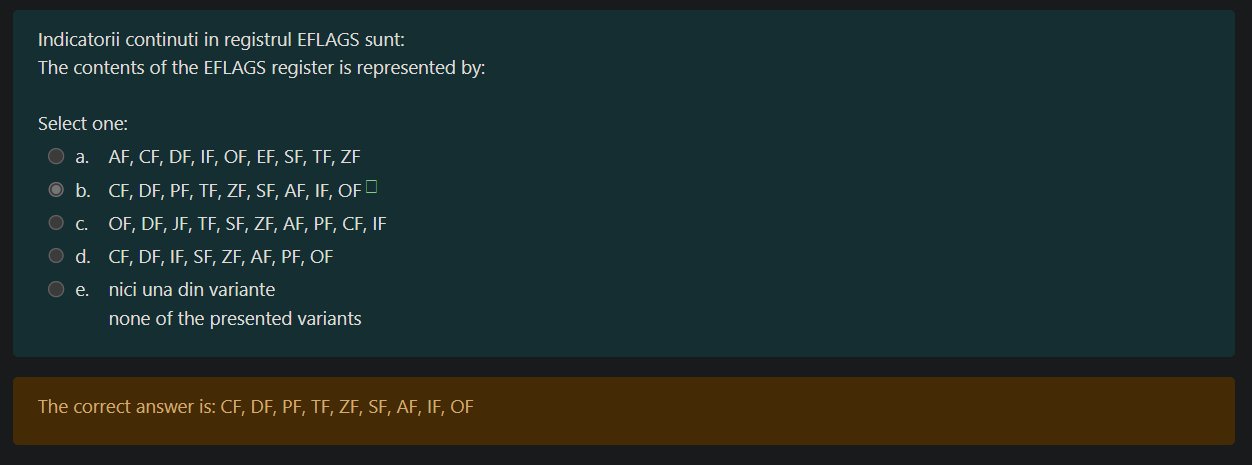 Indicatorii continuti in registrul EFLAGS sunt:
The contents of the EFLAGS register is represented by:
Select one:
a. AF, CF, DF, IF, OF, EF, SF, TF, ZF
b. CF, DF, PF, TF, ZF, SF, AF, IF, OF
c. OF, DF, JF, TF, SF, ZF, AF, PF, CF, IF
d. CF, DF, IF, SF, ZF, AF, PF, OF
e. nici una din variante
none of the presented variants
The correct answer is: CF, DF, PF, TF, ZF, SF, AF, IF, OF